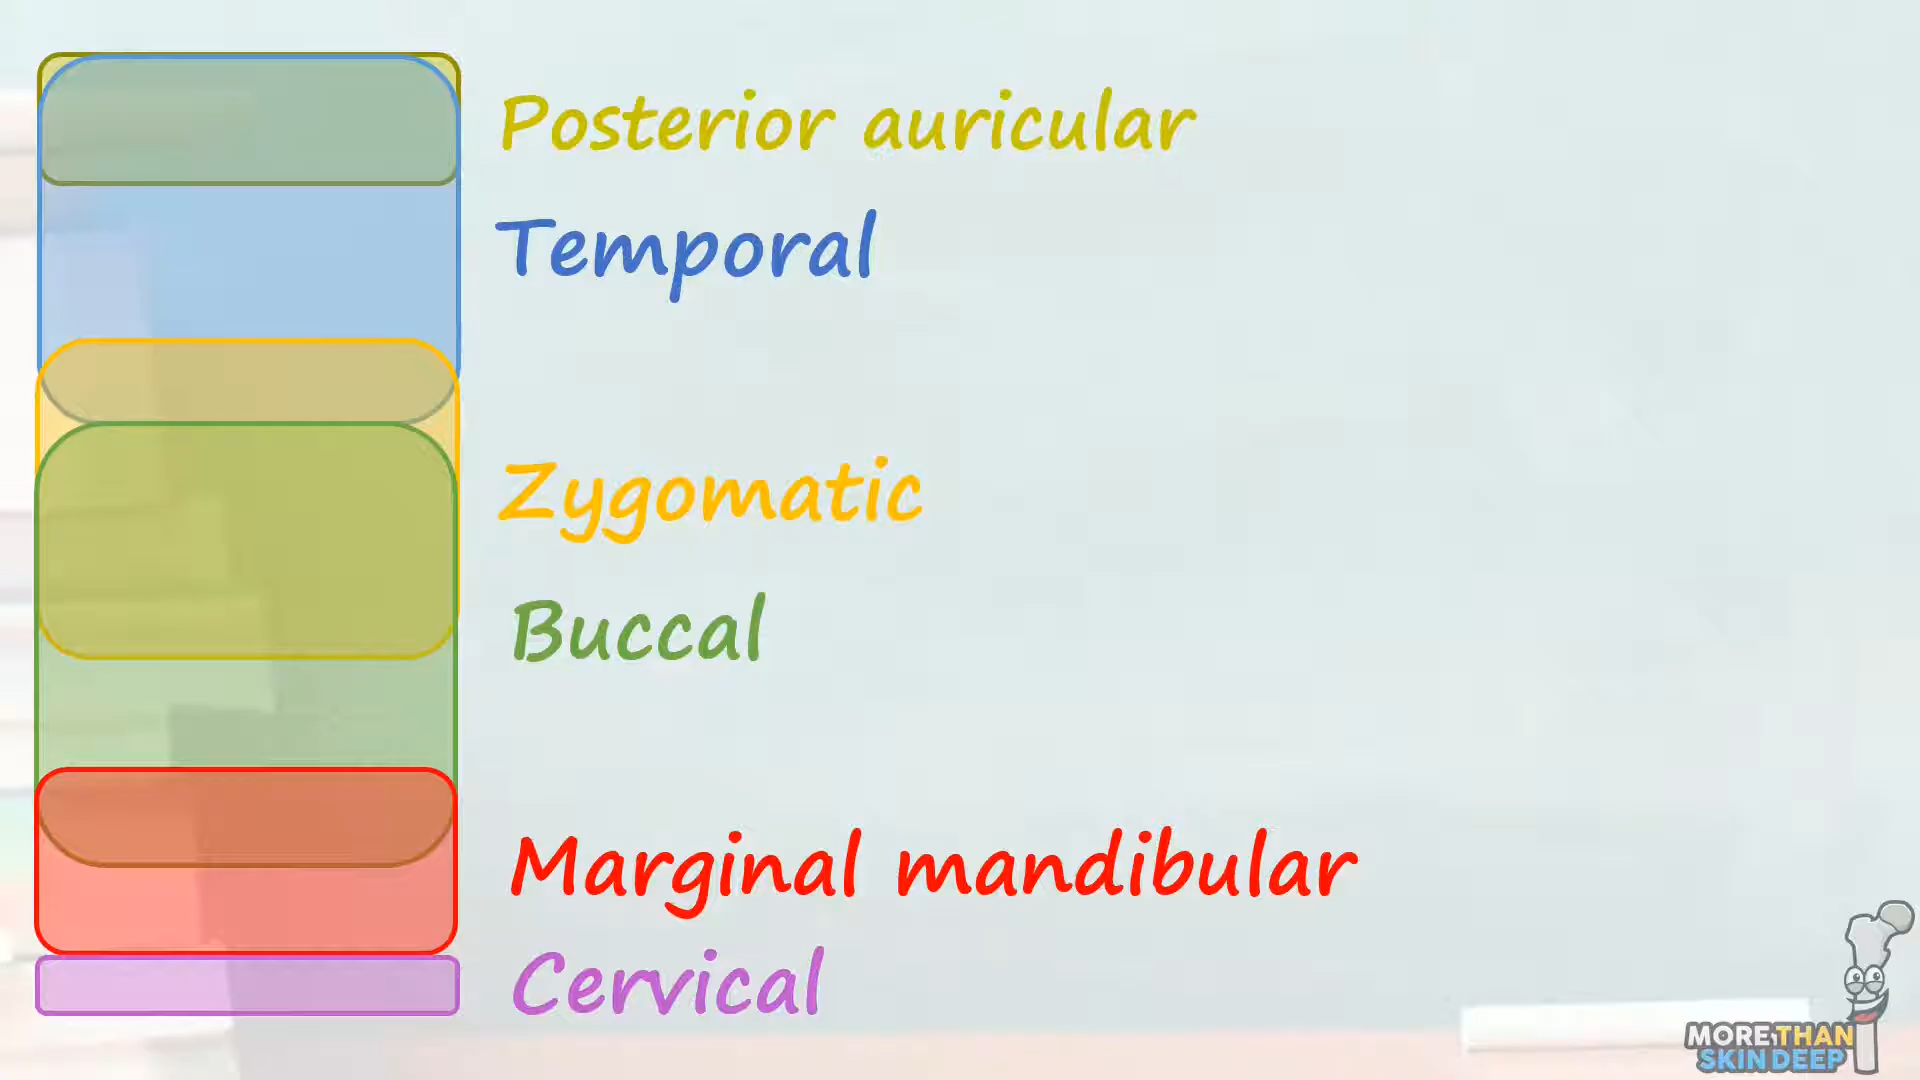 Posterior auricular
Temporal
Zygomatic
Buccal
Marginal mandibular
Cervical
MORE THAN
SKIN DEEP